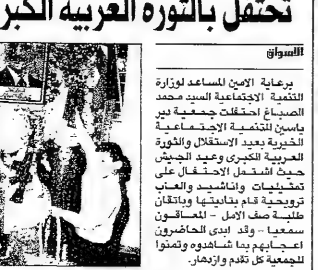 تحتفل بالثورة العربية الكبر
الاسواق
برعاية الامين المساعد لوزارة
التنمية الاجتماعية السيد محمد
الصباغ احتفلت جمعية دير
ياسين للتنمية الاجتماعية
الخيرية بعيد الاستقلال والثورة
العربية الكبرى وعيد الجيش
حيث اشتمل الاحتفال على
تمثيليات واناشيد والعاب
ترويحية قام بتاديتها وباتقان
طلبة صف الامل - المعاقون
سمعيا -- وقد ابدى الحاضرون
اعجابهم بما شاهدوه وتمنوا
للجمعية كل تقدم وازدهار.